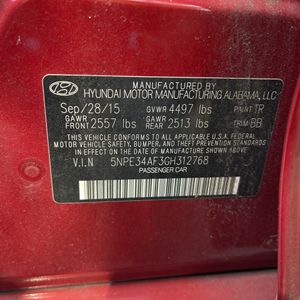 MANUFACTURED BY
HYUNDAI MOTOR MANUFACTURING ALABAMA, LLC
Sep/28/15 GVWR 4497 lbs PAINT TR
GAWR FRONT 2557 lbs GAWR REAR 2513 lbs TRIM BB
THIS VEHICLE CONFORMS TO ALL APPLICABLE U.S. FEDERAL
MOTOR VEHICLE SAFETY, BUMPER, AND THEFT PREVENTION STANDARDS
IN EFFECT ON THE DATE OF MANUFACTURE SHOWN ABOVE.
V.I.N 5NPE34AF3GH312768
PASSENGER CAR